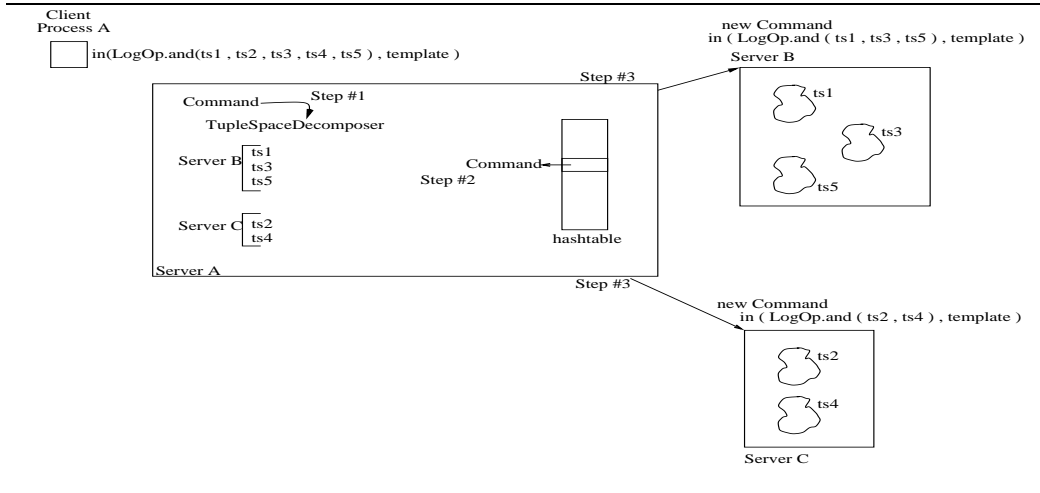 Client
Process A
in(LogOp.and(ts1 , ts2 , ts3 , ts4 , ts5 ) , template )
new Command
in ( LogOp.and ( ts1 , ts3 , ts5 ) , template )
Server B
Step #3
ts1
ts3
ts5
Command
Step #1
TupleSpaceDecomposer
Server B
ts1
ts3
ts5
Command
Step #2
Server C
ts2
ts4
hashtable
Server A
Step #3
new Command
in ( LogOp.and ( ts2 , ts4 ) , template )
ts2
ts4
Server C